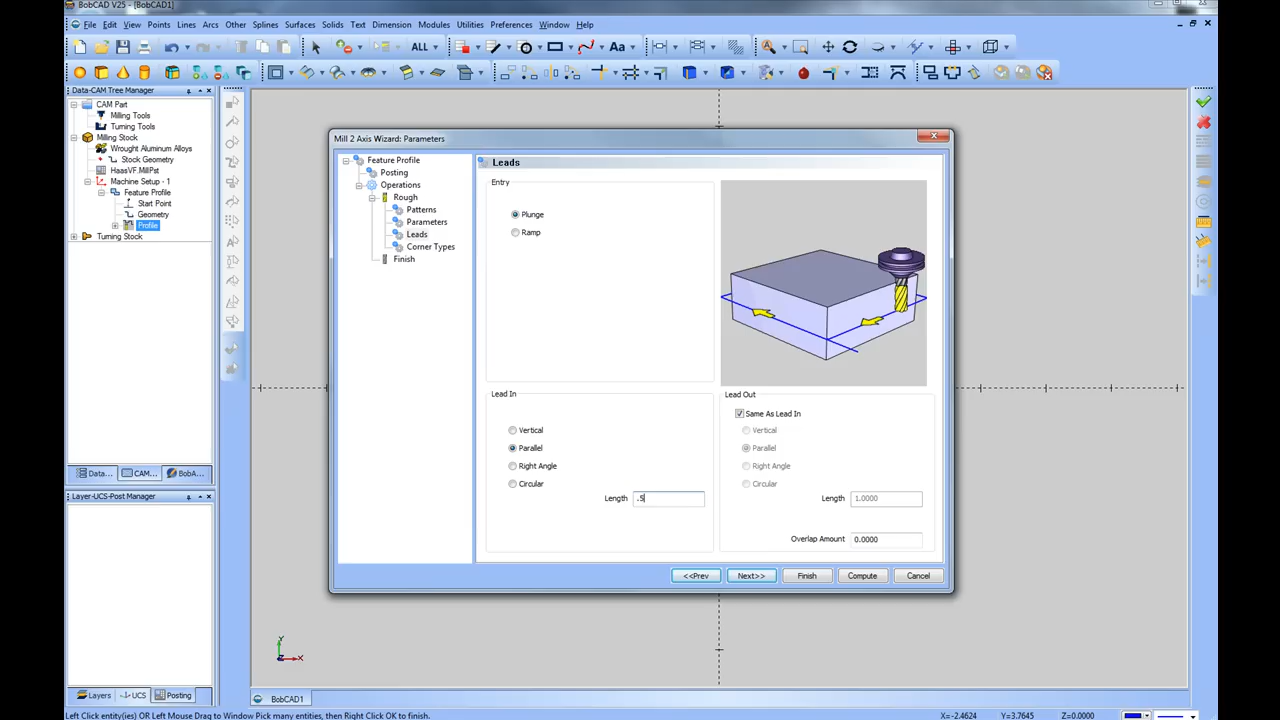 BobCAD V25 - [BobCAD1]
File Edit View Points Lines Arcs Other Splines Surfaces Solids Text Dimension Modules Utilities Preferences Window Help
ALL
Aa
Data-CAM Tree Manager
CAM Part
Milling Tools
Turning Tools
Milling Stock
Wrought Aluminum Alloys
Stock Geometry
HaasVF.MillPst
Machine Setup - 1
Feature Profile
Start Point
Geometry
Profile
Turning Stock
Data... CAM... BobA...
Layer-UCS-Post Manager
Layers UCS Posting
Mill 2 Axis Wizard: Parameters
Feature Profile
Posting
Operations
Rough
Patterns
Parameters
Leads
Corner Types
Finish
Leads
Entry
Plunge
Ramp
Lead In
Vertical
Parallel
Right Angle
Circular
Length .5
Lead Out
Same As Lead In
Vertical
Parallel
Right Angle
Circular
Length 1.0000
Overlap Amount 0.0000
<<Prev Next>> Finish Compute Cancel
Y
X
BobCAD1
Left Click entity(ies) OR Left Mouse Drag to Window Pick many entities, then Right Click OK to finish. X=-2.4624 Y=3.7645 Z=0.0000